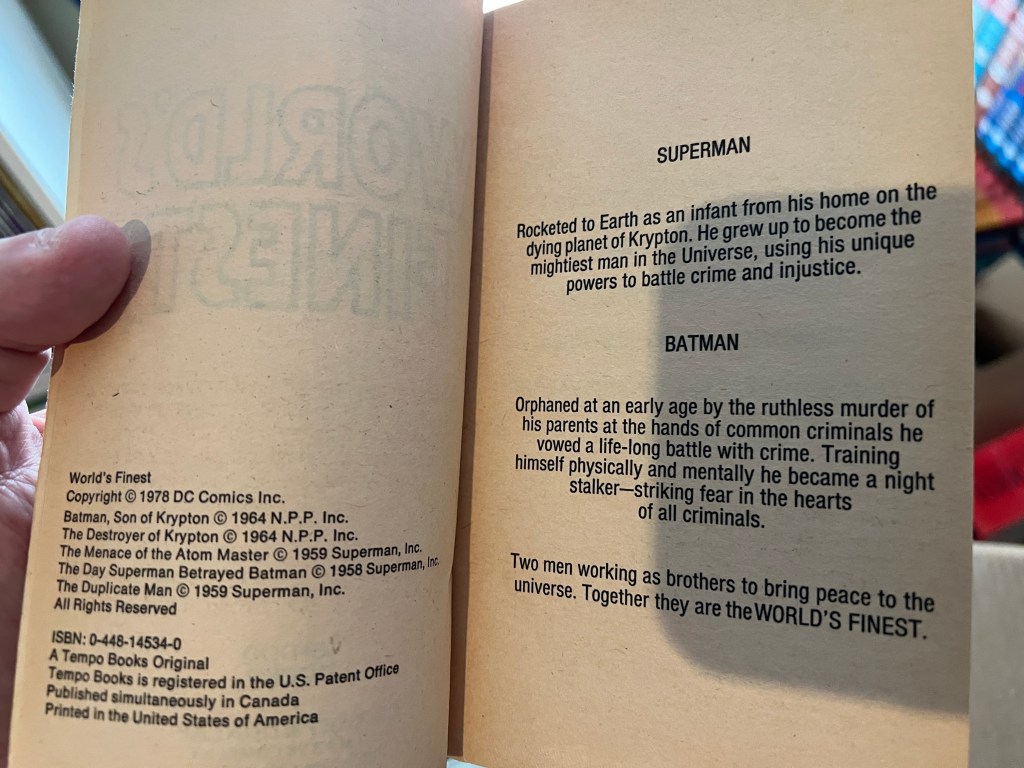 WORLD'S
FINEST
World's Finest
Copyright © 1978 DC Comics Inc.
Batman, Son of Krypton © 1964 N.P.P. Inc.
The Destroyer of Krypton © 1964 N.P.P. Inc.
The Menace of the Atom Master © 1959 Superman, Inc.
The Day Superman Betrayed Batman © 1958 Superman, Inc.
The Duplicate Man © 1959 Superman, Inc.
All Rights Reserved
ISBN: 0-448-14534-0
A Tempo Books Original
Tempo Books is registered in the U.S. Patent Office
Published simultaneously in Canada
Printed in the United States of America
SUPERMAN
Rocketed to Earth as an infant from his home on the
dying planet of Krypton. He grew up to become the
mightiest man in the Universe, using his unique
powers to battle crime and injustice.
BATMAN
Orphaned at an early age by the ruthless murder of
his parents at the hands of common criminals he
vowed a life-long battle with crime. Training
himself physically and mentally he became a night
stalker—striking fear in the hearts
of all criminals.
Two men working as brothers to bring peace to the
universe. Together they are the WORLD'S FINEST.